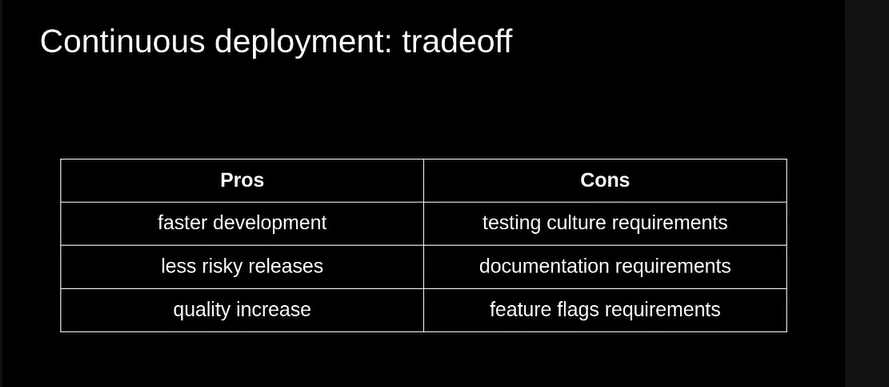 Continuous deployment: tradeoff
Pros Cons
faster development testing culture requirements
less risky releases documentation requirements
quality increase feature flags requirements